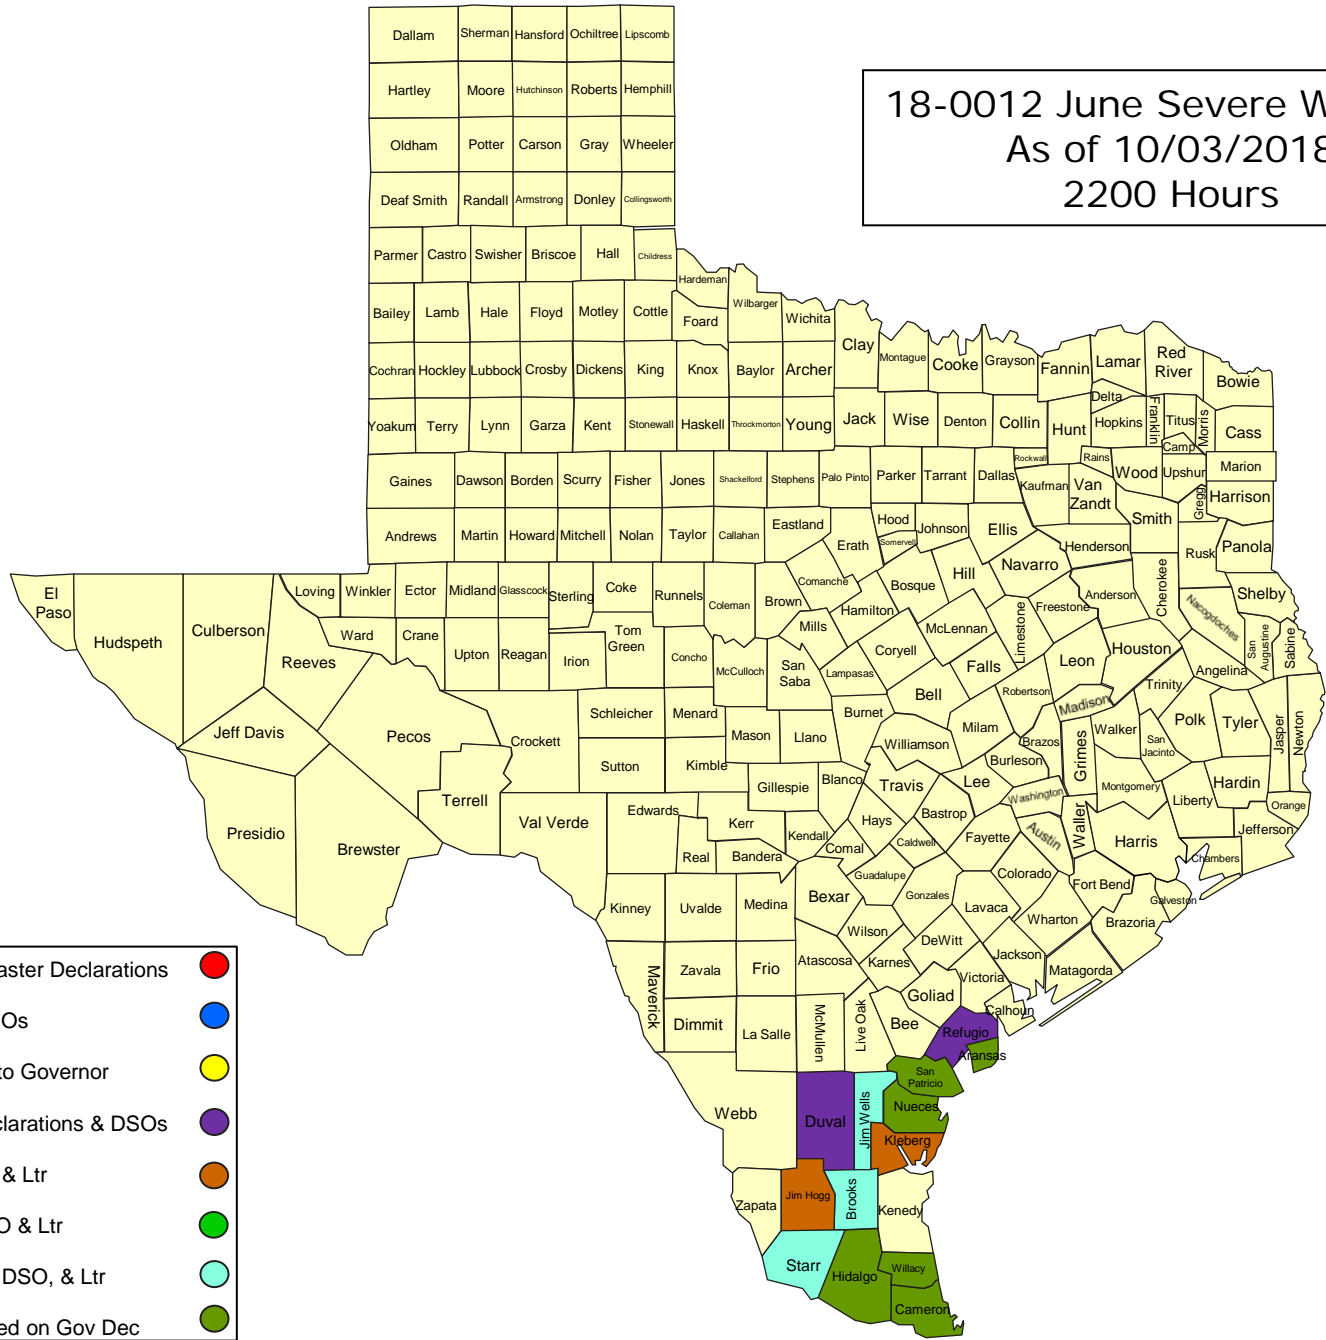 Dallam Sherman Hansford Ochiltree Lipscomb
Hartley Moore Hutchinson Roberts Hemphill
18-0012 June Severe W
As of 10/03/2018
2200 Hours
Oldham Potter Carson Gray Wheeler
Deaf Smith Randall Armstrong Donley Collingsworth
Parmer Castro Swisher Briscoe Hall Childress
Hardeman
Bailey Lamb Hale Floyd Motley Cottle Foard Wilbarger Wichita
Clay Montague Cooke Grayson Fannin Lamar Red River Bowie
Cochran Hockley Lubbock Crosby Dickens King Knox Baylor Archer
Delta
Yoakum Terry Lynn Garza Kent Stonewall Haskell Throckmorton Young Jack Wise Denton Collin Hunt Hopkins Franklin Titus Morris Cass
Camp
Gaines Dawson Borden Scurry Fisher Jones Shackelford Stephens Palo Pinto Parker Tarrant Dallas Rockwall Kaufman Rains Van Zandt Wood Upshur Marion
Gregg Harrison
Andrews Martin Howard Mitchell Nolan Taylor Callahan Eastland Erath Hood Somervell Johnson Ellis Henderson Smith Rusk Panola
El Paso Hudspeth Culberson Loving Winkler Ector Midland Glasscock Sterling Coke Runnels Coleman Brown Comanche Hamilton Bosque Hill Navarro Freestone Anderson Cherokee Nacogdoches Shelby
Reeves Ward Crane Upton Reagan Irion Tom Green Concho McCulloch San Saba Mills Lampasas Coryell McLennan Limestone Falls Leon Houston Angelina San Augustine Sabine
Jeff Davis Pecos Crockett Schleicher Menard Mason Llano Burnet Bell Milam Robertson Madison Trinity Walker San Jacinto Polk Tyler Jasper Newton
Sutton Kimble Gillespie Blanco Williamson Travis Lee Burleson Brazos Grimes Washington Montgomery Liberty Hardin Orange
Presidio Brewster Terrell Val Verde Edwards Kerr Real Bandera Kendall Comal Hays Caldwell Bastrop Fayette Austin Waller Harris Chambers Jefferson
Kinney Uvalde Medina Bexar Guadalupe Gonzales Lavaca Colorado Wharton Fort Bend Brazoria Galveston
Maverick Zavala Frio Atascosa Wilson Karnes DeWitt Victoria Jackson Matagorda
Dimmit La Salle McMullen Live Oak Bee Goliad Refugio Calhoun
Aransas
San Patricio
Webb Duval Jim Wells Nueces
Kleberg
Zapata Jim Hogg Brooks Kenedy
Starr Hidalgo Willacy
Cameron
aster Declarations
Os
to Governor
clarations & DSOs
& Ltr
O & Ltr
DSO, & Ltr
ed on Gov Dec